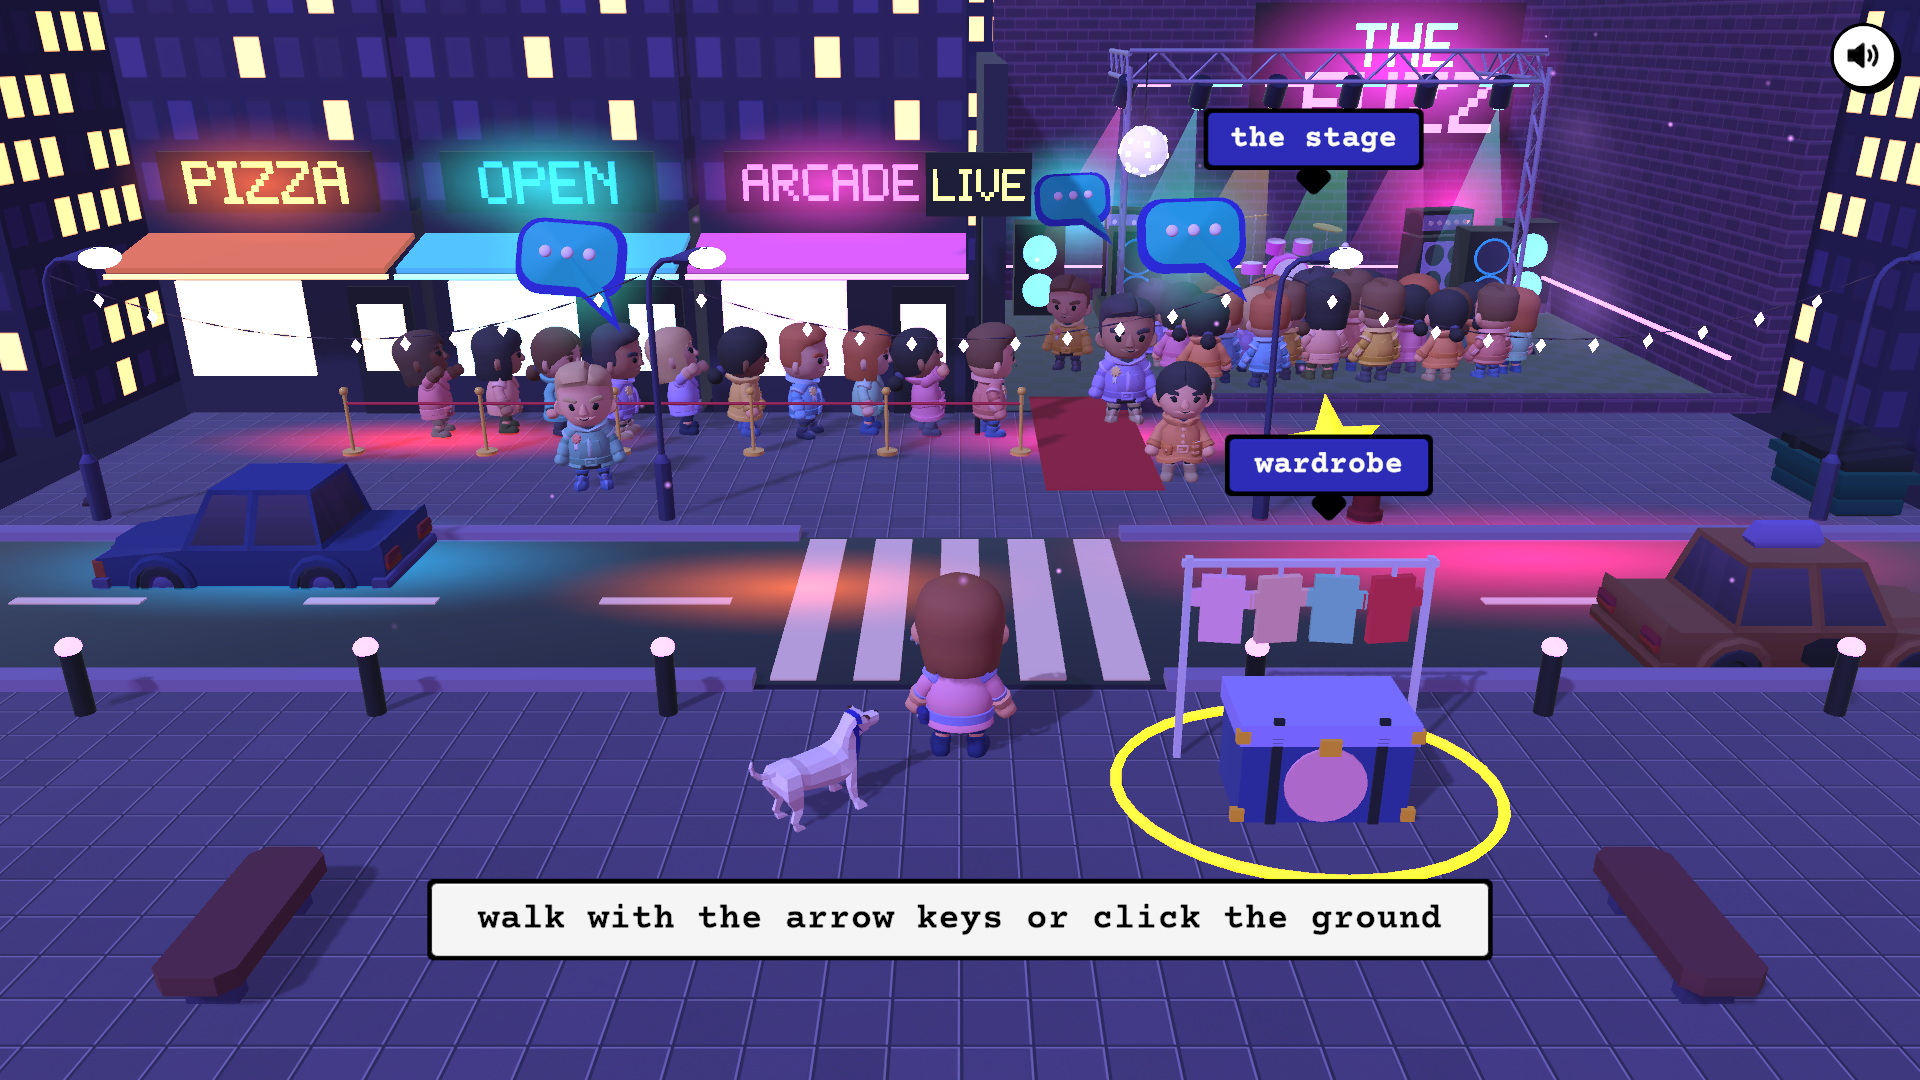 THE
PIZZA
OPEN
ARCADE
LIVE
the stage
wardrobe
walk with the arrow keys or click the ground